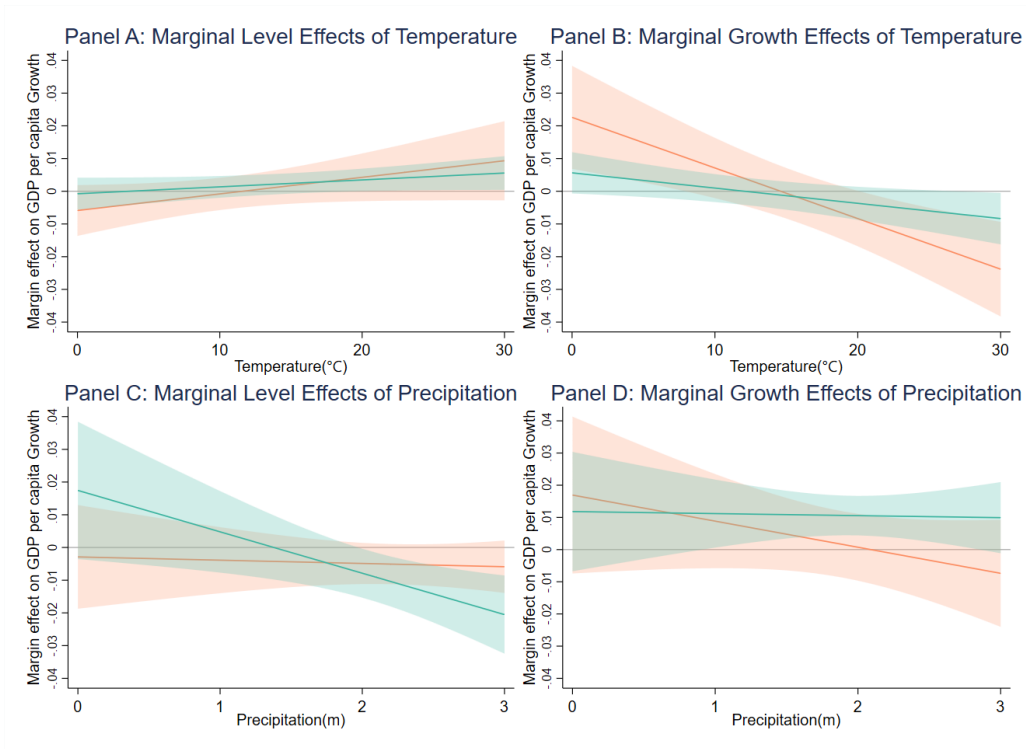 Panel A: Marginal Level Effects of Temperature
Margin effect on GDP per capita Growth
.04
.03
.02
.01
0
-.01
-.02
-.03
-.04
0 10 20 30
Temperature(°C)
Panel B: Marginal Growth Effects of Temperature
Margin effect on GDP per capita Growth
.04
.03
.02
.01
0
-.01
-.02
-.03
-.04
0 10 20 30
Temperature(°C)
Panel C: Marginal Level Effects of Precipitation
Margin effect on GDP per capita Growth
.04
.03
.02
.01
0
-.01
-.02
-.03
-.04
0 1 2 3
Precipitation(m)
Panel D: Marginal Growth Effects of Precipitation
Margin effect on GDP per capita Growth
.04
.03
.02
.01
0
-.01
-.02
-.03
-.04
0 1 2 3
Precipitation(m)